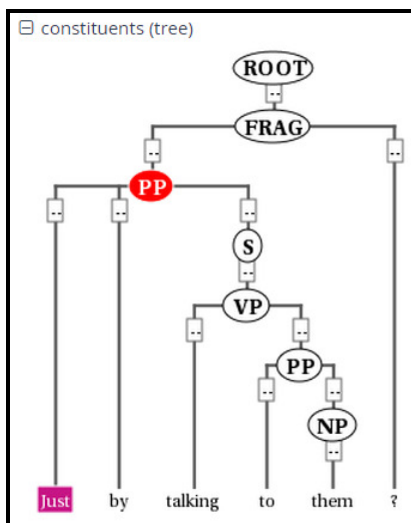 constituents (tree)
ROOT
--
FRAG
-- --
PP
-- -- --
S
--
VP
-- --
PP
-- --
NP
--
Just by talking to them ?